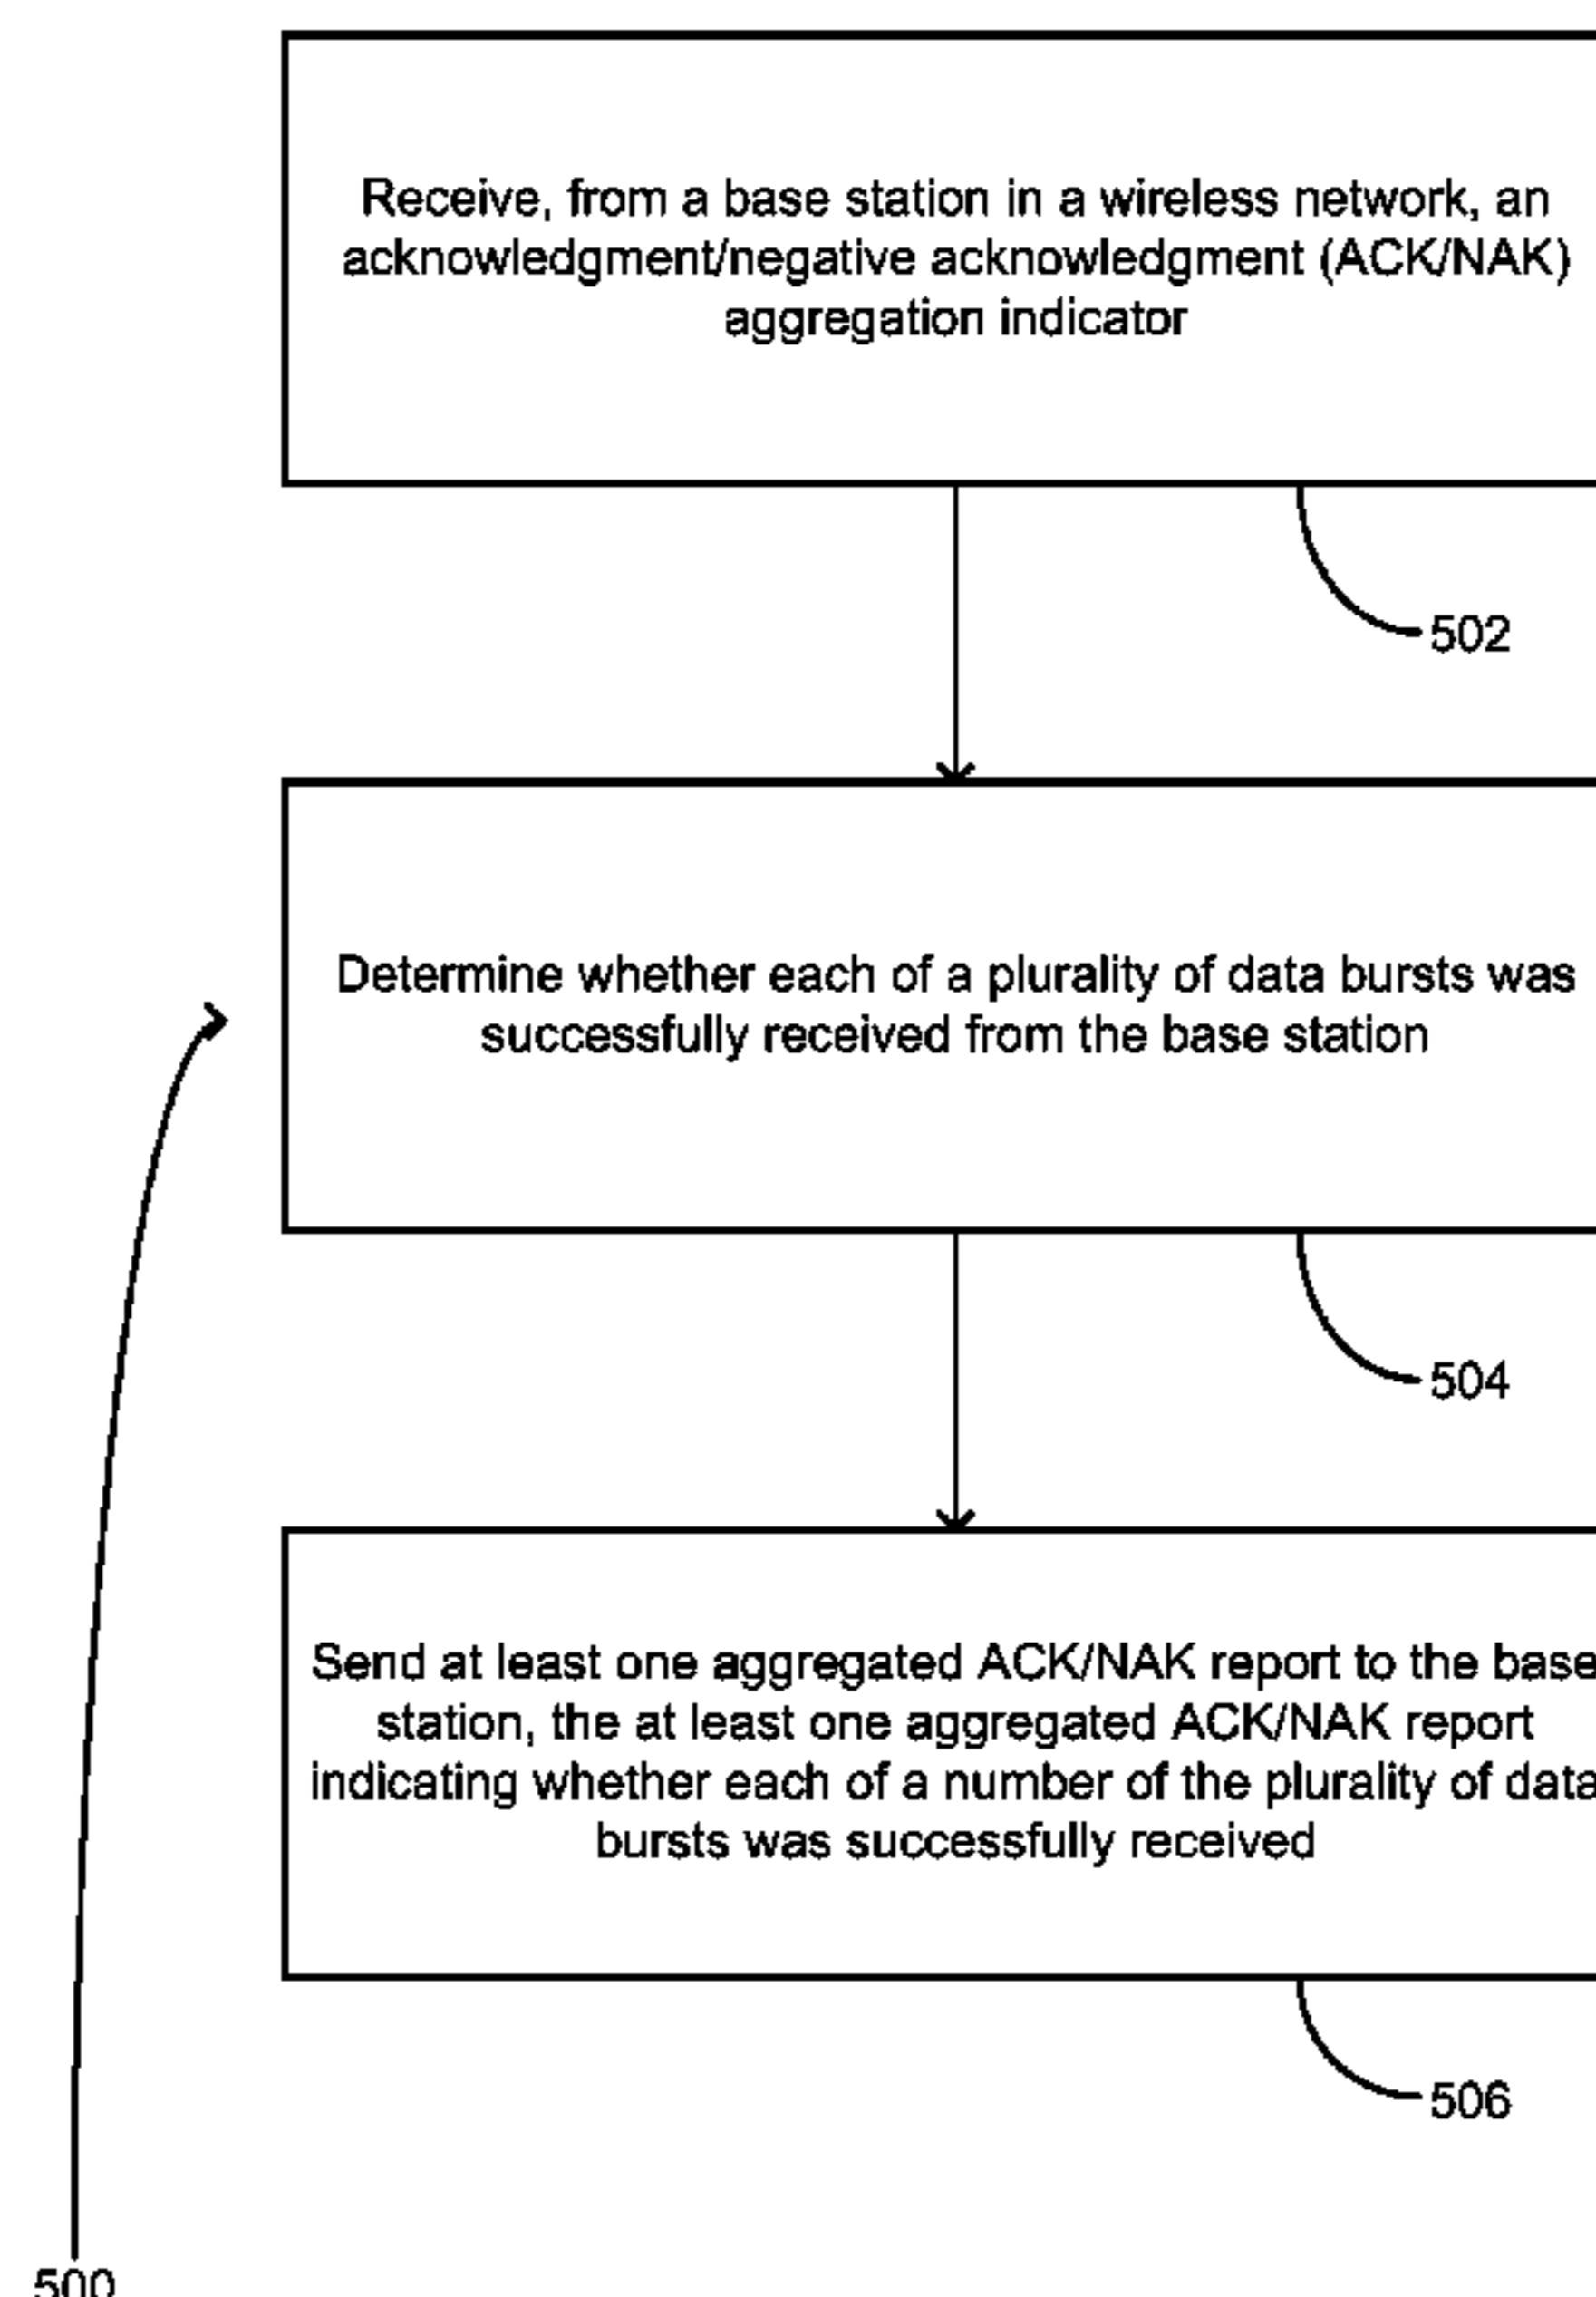 Receive, from a base station in a wireless network, an
acknowledgment/negative acknowledgment (ACK/NAK)
aggregation indicator
502
Determine whether each of a plurality of data bursts was
successfully received from the base station
504
Send at least one aggregated ACK/NAK report to the base
station, the at least one aggregated ACK/NAK report
indicating whether each of a number of the plurality of data
bursts was successfully received
506
500